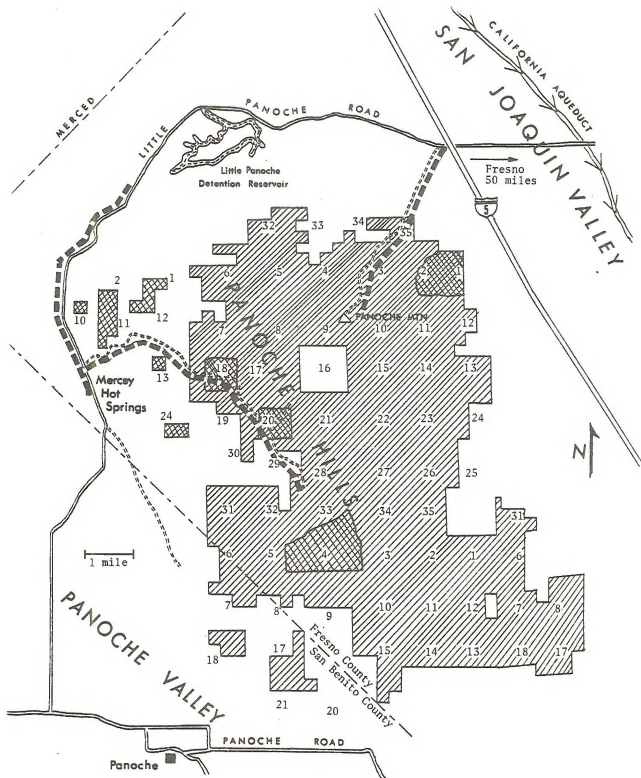 CALIFORNIA AQUEDUCT
SAN JOAQUIN VALLEY
MERCED
LITTLE PANOCHE ROAD
Little Panoche
Detention Reservoir
Fresno
50 miles
5
32 33 34 35
6 5 4 3 2 1
2 1
10 11 12
7 8 9 10 11 12
PANOCHE MTN
PANOCHE HILLS
Mercey
Hot
Springs
13 18 17 16 15 14 13
24 19 20 21 22 23 24
30 29 28 27 26 25
N
31 32 33 34 35 31
1 mile
6 5 4 3 2 1 6
7 8 9 10 11 12 7 8
Fresno County
San Benito County
18 17 15 14 13 18 17
21 20
PANOCHE VALLEY
PANOCHE ROAD
Panoche